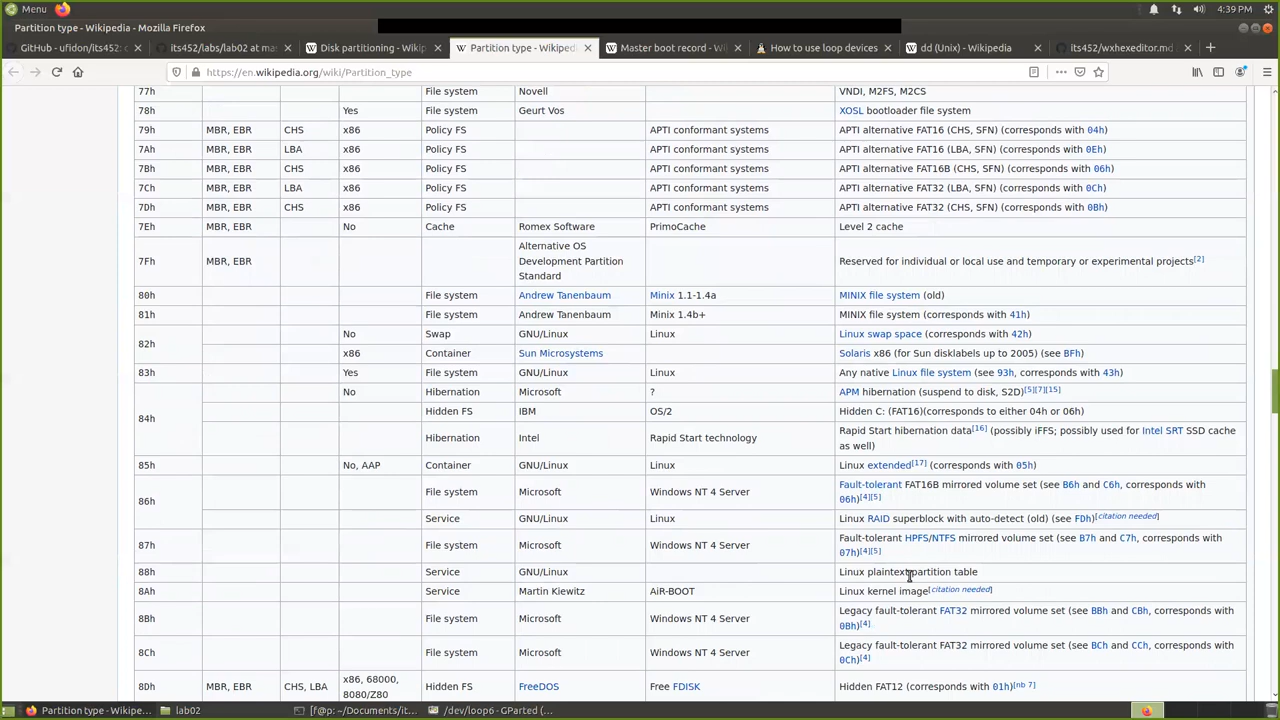 Menu 4:39 PM
Partition type - Wikipedia - Mozilla Firefox
GitHub - ufidon/its452: c
its452/labs/lab02 at mas
Disk partitioning - Wikip
Partition type - Wikiped
Master boot record - Wi
How to use loop devices
dd (Unix) - Wikipedia
its452/wxhexeditor.md
https://en.wikipedia.org/wiki/Partition_type
77h File system Novell VNDI, M2FS, M2CS
78h Yes File system Geurt Vos XOSL bootloader file system
79h MBR, EBR CHS x86 Policy FS APTI conformant systems APTI alternative FAT16 (CHS, SFN) (corresponds with 04h)
7Ah MBR, EBR LBA x86 Policy FS APTI conformant systems APTI alternative FAT16 (LBA, SFN) (corresponds with 0Eh)
7Bh MBR, EBR CHS x86 Policy FS APTI conformant systems APTI alternative FAT16B (CHS, SFN) (corresponds with 06h)
7Ch MBR, EBR LBA x86 Policy FS APTI conformant systems APTI alternative FAT32 (LBA, SFN) (corresponds with 0Ch)
7Dh MBR, EBR CHS x86 Policy FS APTI conformant systems APTI alternative FAT32 (CHS, SFN) (corresponds with 0Bh)
7Eh MBR, EBR No Cache Romex Software PrimoCache Level 2 cache
7Fh MBR, EBR
Alternative OS
Development Partition
Standard
Reserved for individual or local use and temporary or experimental projects[2]
80h File system Andrew Tanenbaum Minix 1.1-1.4a MINIX file system (old)
81h File system Andrew Tanenbaum Minix 1.4b+ MINIX file system (corresponds with 41h)
82h No Swap GNU/Linux Linux Linux swap space (corresponds with 42h)
x86 Container Sun Microsystems Solaris x86 (for Sun disklabels up to 2005) (see BFh)
83h Yes File system GNU/Linux Linux Any native Linux file system (see 93h, corresponds with 43h)
84h No Hibernation Microsoft ? APM hibernation (suspend to disk, S2D)[5][7][15]
Hidden FS IBM OS/2 Hidden C: (FAT16)(corresponds to either 04h or 06h)
Hibernation Intel Rapid Start technology Rapid Start hibernation data[16] (possibly iFFS; possibly used for Intel SRT SSD cache
as well)
85h No, AAP Container GNU/Linux Linux Linux extended[17] (corresponds with 05h)
86h File system Microsoft Windows NT 4 Server Fault-tolerant FAT16B mirrored volume set (see B6h and C6h, corresponds with
06h)[4][5]
Service GNU/Linux Linux Linux RAID superblock with auto-detect (old) (see FDh)[citation needed]
87h File system Microsoft Windows NT 4 Server Fault-tolerant HPFS/NTFS mirrored volume set (see B7h and C7h, corresponds with
07h)[4][5]
88h Service GNU/Linux Linux plaintext partition table
8Ah Service Martin Kiewitz AiR-BOOT Linux kernel image[citation needed]
8Bh File system Microsoft Windows NT 4 Server Legacy fault-tolerant FAT32 mirrored volume set (see BBh and CBh, corresponds with
0Bh)[4]
8Ch File system Microsoft Windows NT 4 Server Legacy fault-tolerant FAT32 mirrored volume set (see BCh and CCh, corresponds with
0Ch)[4]
8Dh MBR, EBR CHS, LBA x86, 68000,
8080/Z80 Hidden FS FreeDOS Free FDISK Hidden FAT12 (corresponds with 01h)[nb 7]
Partition type - Wikipe... lab02 [f@p: ~/Documents/it... /dev/loop6 - GParted (...